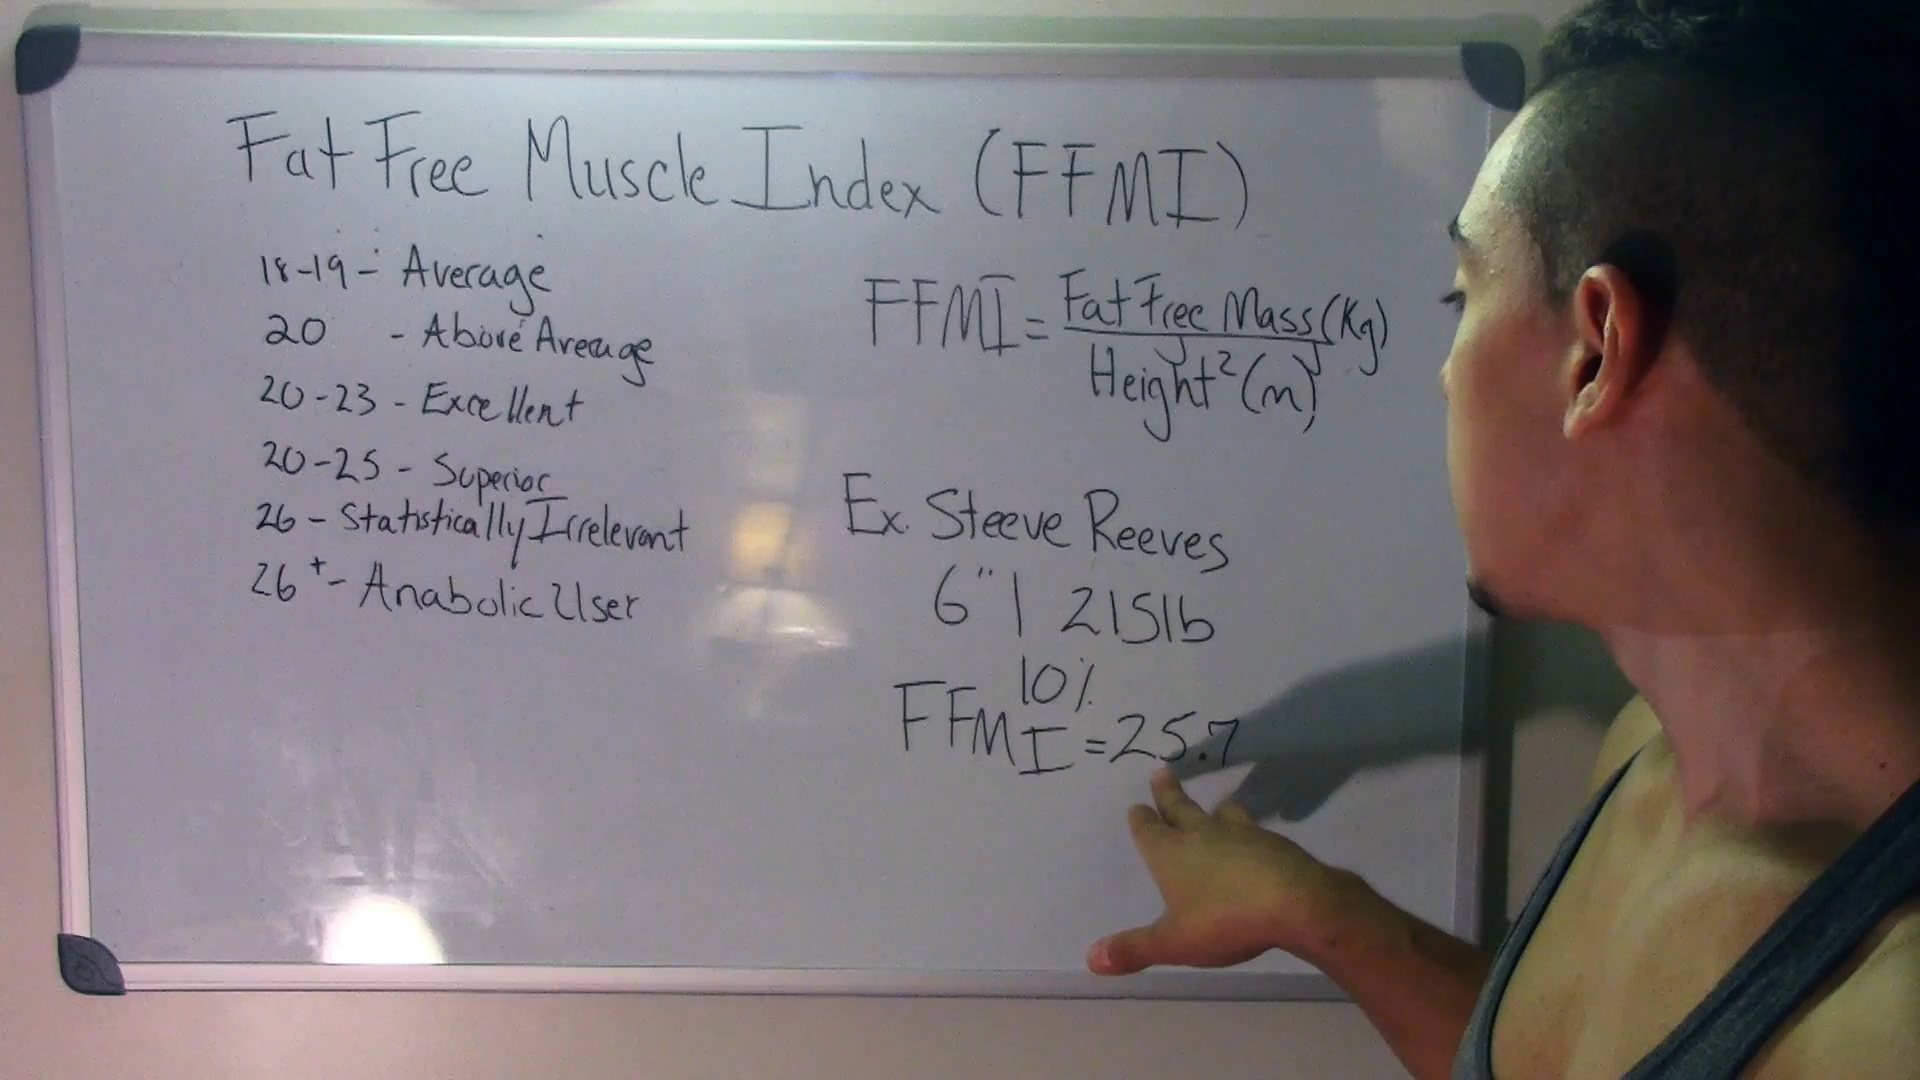 Fat Free Muscle Index (FFMI)
18-19 - Average
20 - Above Average
20-23 - Excellent
20-25 - Superior
26 - Statistically Irrelevant
26+ - Anabolic User
FFMI = Fat Free Mass (Kg)
Height² (m)
Ex. Steeve Reeves
6" | 215lb
10%
FFMI = 25.7